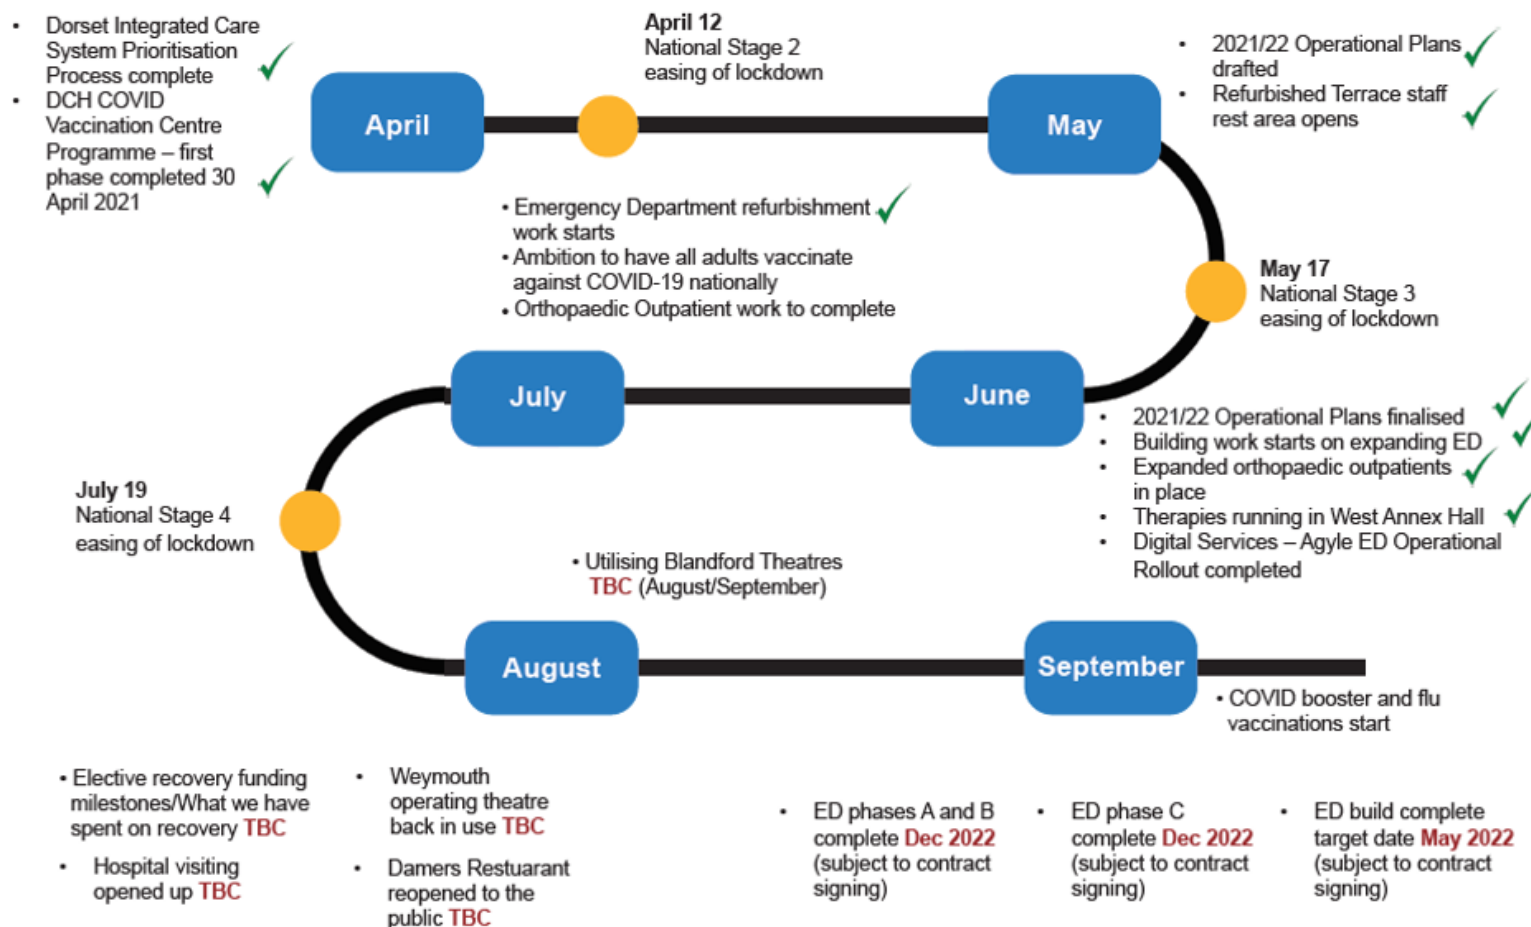 • Dorset Integrated Care
System Prioritisation
Process complete
• DCH COVID
Vaccination Centre
Programme – first
phase completed 30
April 2021
April
April 12
National Stage 2
easing of lockdown
May
• 2021/22 Operational Plans
drafted
• Refurbished Terrace staff
rest area opens
• Emergency Department refurbishment
work starts
• Ambition to have all adults vaccinate
against COVID-19 nationally
• Orthopaedic Outpatient work to complete
May 17
National Stage 3
easing of lockdown
July
June
• 2021/22 Operational Plans finalised
• Building work starts on expanding ED
• Expanded orthopaedic outpatients
in place
• Therapies running in West Annex Hall
• Digital Services – Agyle ED Operational
Rollout completed
July 19
National Stage 4
easing of lockdown
• Utilising Blandford Theatres
TBC (August/September)
August
September
• COVID booster and flu
vaccinations start
• Elective recovery funding
milestones/What we have
spent on recovery TBC
• Hospital visiting
opened up TBC
• Weymouth
operating theatre
back in use TBC
• Damers Restuarant
reopened to the
public TBC
• ED phases A and B
complete Dec 2022
(subject to contract
signing)
• ED phase C
complete Dec 2022
(subject to contract
signing)
• ED build complete
target date May 2022
(subject to contract
signing)